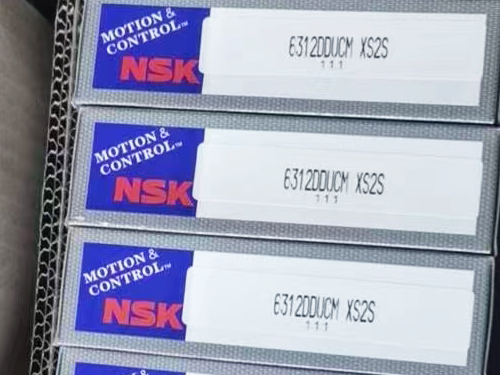 MOTION &
CONTROL™
NSK
6312DDUCM XS2S
111
MOTION &
CONTROL™
NSK
6312DDUCM XS2S
111
MOTION &
CONTROL™
NSK
6312DDUCM XS2S
111